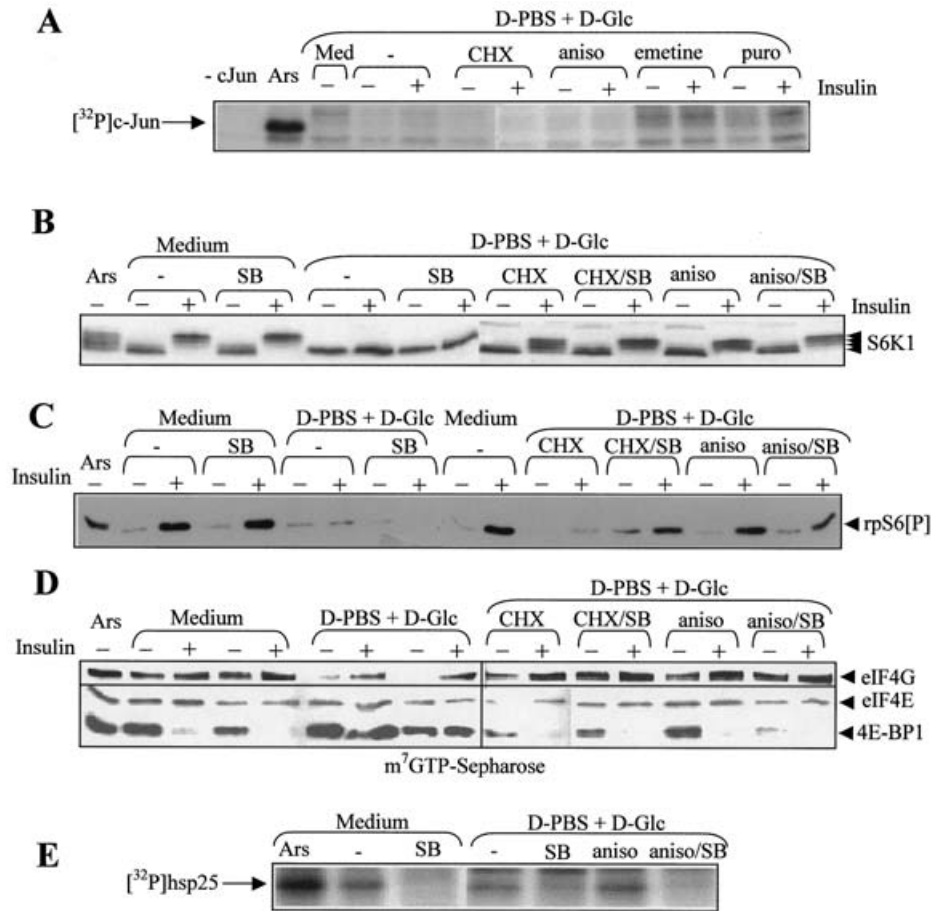 A
D-PBS + D-Glc
Med - CHX aniso emetine puro
- cJun Ars
− − + − + − + − + − + Insulin
[³²P]c-Jun
B
Medium D-PBS + D-Glc
Ars - SB - SB CHX CHX/SB aniso aniso/SB
− − + − + − + − + − + − + − + − + Insulin
S6K1
C
Medium D-PBS + D-Glc Medium D-PBS + D-Glc
Ars - SB - SB - CHX CHX/SB aniso aniso/SB
Insulin − − + − + − + − + − + − + − + − + − +
rpS6[P]
D
D-PBS + D-Glc
Ars Medium D-PBS + D-Glc CHX CHX/SB aniso aniso/SB
Insulin − − + − + − + − + − + − + − + − +
eIF4G
eIF4E
4E-BP1
m⁷GTP-Sepharose
E
Medium D-PBS + D-Glc
Ars - SB - SB aniso aniso/SB
[³²P]hsp25